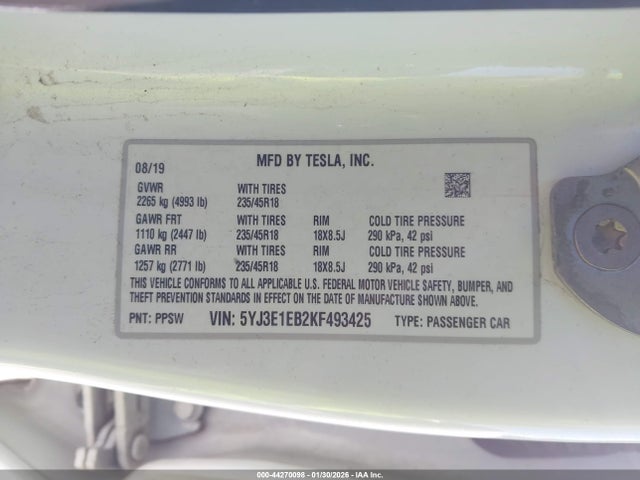 08/19 MFD BY TESLA, INC.
GVWR WITH TIRES
2265 kg (4993 lb) 235/45R18
GAWR FRT WITH TIRES RIM COLD TIRE PRESSURE
1110 kg (2447 lb) 235/45R18 18X8.5J 290 kPa, 42 psi
GAWR RR WITH TIRES RIM COLD TIRE PRESSURE
1257 kg (2771 lb) 235/45R18 18X8.5J 290 kPa, 42 psi
THIS VEHICLE CONFORMS TO ALL APPLICABLE U.S. FEDERAL MOTOR VEHICLE SAFETY, BUMPER, AND
THEFT PREVENTION STANDARDS IN EFFECT ON THE DATE OF MANUFACTURE SHOWN ABOVE.
PNT: PPSW VIN: 5YJ3E1EB2KF493425 TYPE: PASSENGER CAR
000-44270098 - 01/30/2026 - IAA Inc.